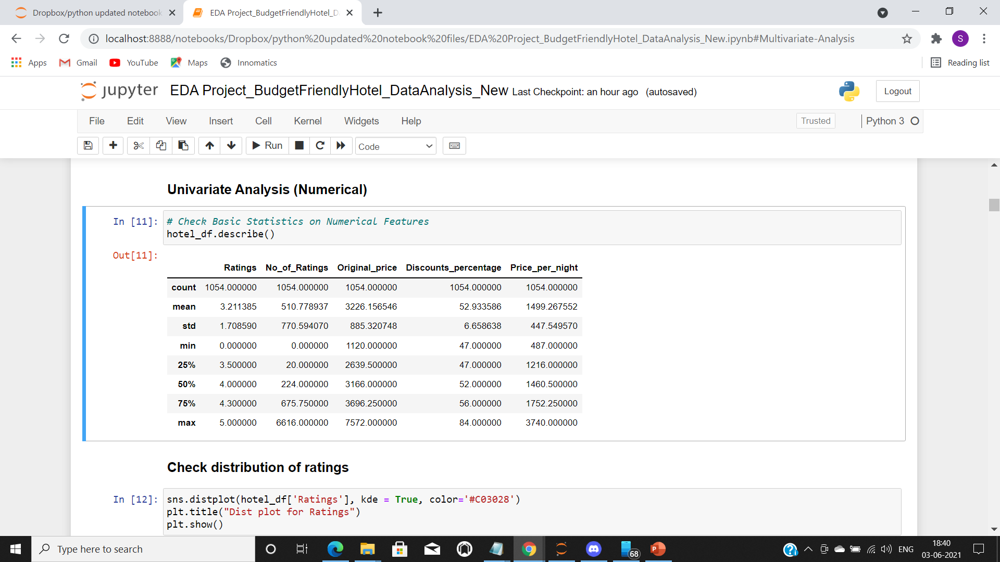 Dropbox/python updated notebook
EDA Project_BudgetFriendlyHotel_D
localhost:8888/notebooks/Dropbox/python%20updated%20notebook%20files/EDA%20Project_BudgetFriendlyHotel_DataAnalysis_New.ipynb#Multivariate-Analysis
S
Apps Gmail YouTube Maps Innomatics Reading list
jupyter EDA Project_BudgetFriendlyHotel_DataAnalysis_New Last Checkpoint: an hour ago (autosaved) Logout
File Edit View Insert Cell Kernel Widgets Help Trusted Python 3
Run Code
Univariate Analysis (Numerical)
In [11]: # Check Basic Statistics on Numerical Features
hotel_df.describe()
Out[11]:
Ratings No_of_Ratings Original_price Discounts_percentage Price_per_night
count 1054.000000 1054.000000 1054.000000 1054.000000 1054.000000
mean 3.211385 510.778937 3226.156546 52.933586 1499.267552
std 1.708590 770.594070 885.320748 6.658638 447.549570
min 0.000000 0.000000 1120.000000 47.000000 487.000000
25% 3.500000 20.000000 2639.500000 47.000000 1216.000000
50% 4.000000 224.000000 3166.000000 52.000000 1460.500000
75% 4.300000 675.750000 3696.250000 56.000000 1752.250000
max 5.000000 6616.000000 7572.000000 84.000000 3740.000000
Check distribution of ratings
In [12]: sns.distplot(hotel_df['Ratings'], kde = True, color='#C03028')
plt.title("Dist plot for Ratings")
plt.show()
Type here to search
68
ENG
18:40
03-06-2021